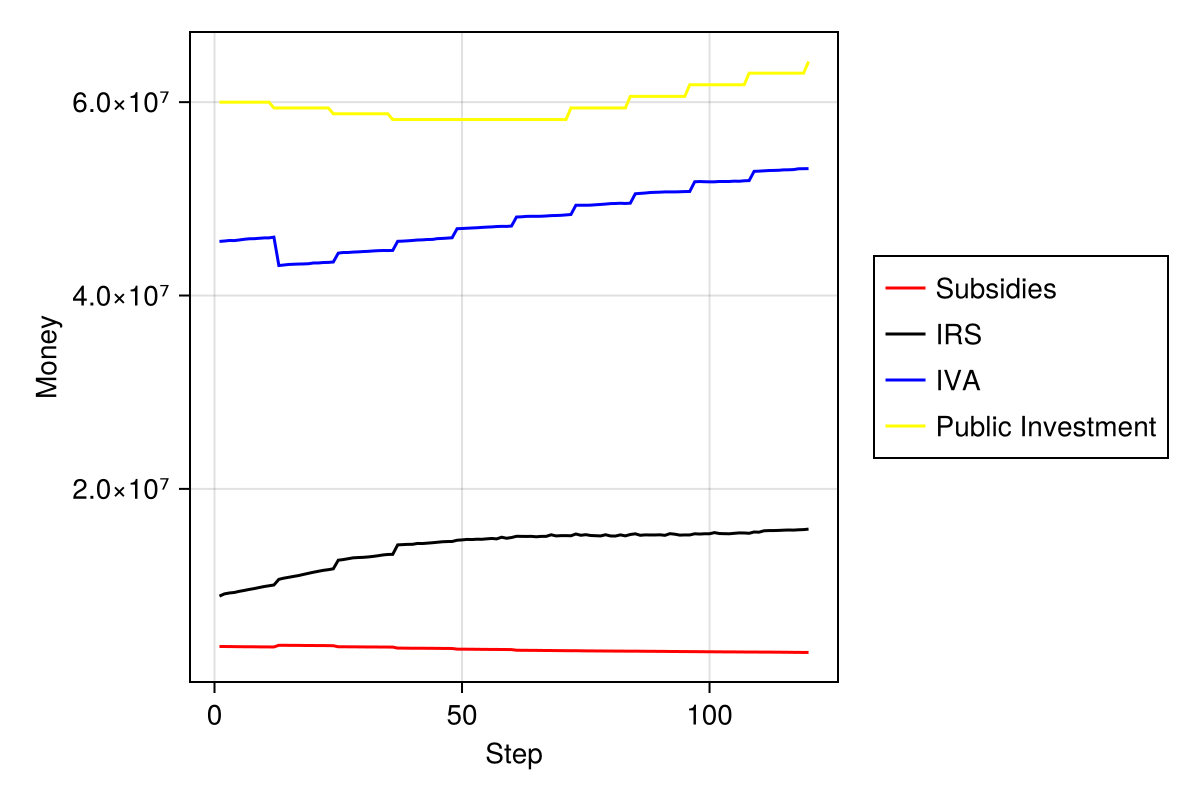 6.0×10⁷
4.0×10⁷
2.0×10⁷
Money
0
50
100
Step
Subsidies
IRS
IVA
Public Investment